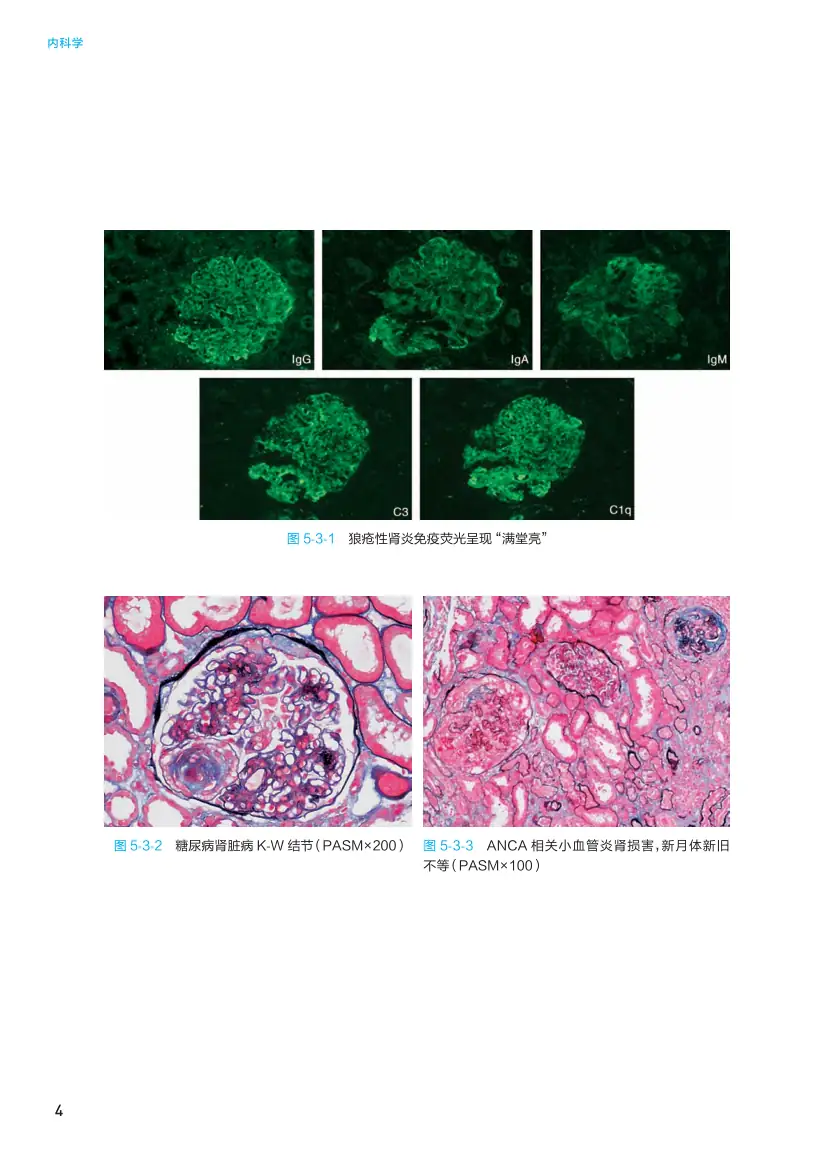 内科学
IgG
IgA
IgM
C3
C1q
图 5-3-1 狼疮性肾炎免疫荧光呈现“满堂亮”
图 5-3-2 糖尿病肾脏病 K-W 结节(PASM×200)
图 5-3-3 ANCA 相关小血管炎肾损害,新月体新旧
不等(PASM×100)
4